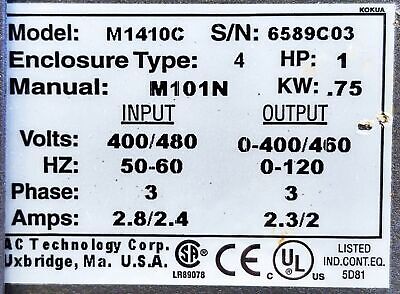 KOKUA
Model: M1410C S/N: 6589C03
Enclosure Type: 4 HP: 1
Manual: M101N KW: .75
INPUT OUTPUT
Volts: 400/480 0-400/460
HZ: 50-60 0-120
Phase: 3 3
Amps: 2.8/2.4 2.3/2
AC Technology Corp.
Uxbridge, Ma. U.S.A.
SA
LR89078
CE
C UL US
LISTED
IND.CONT.EQ.
5D81